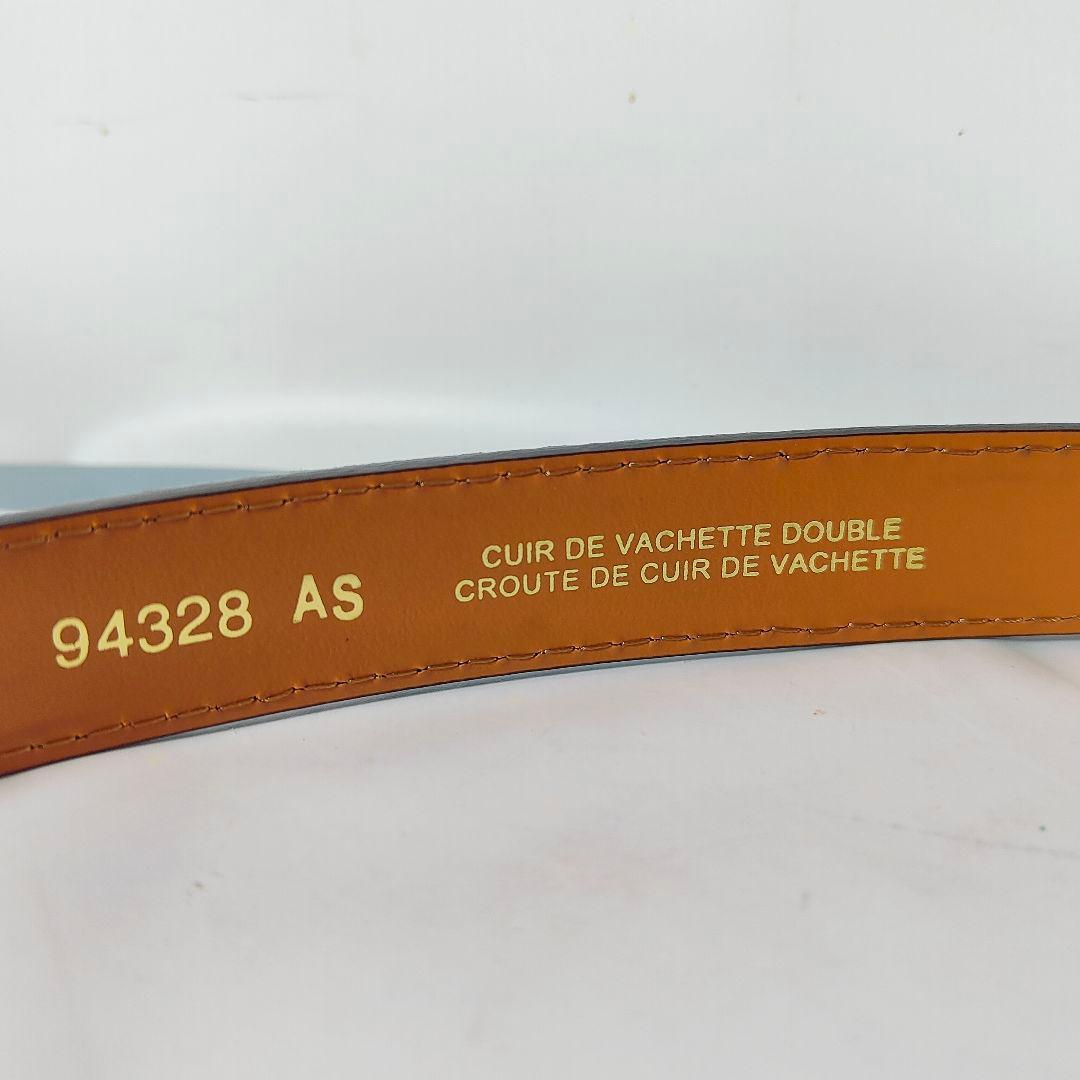 94328 AS
CUIR DE VACHETTE DOUBLE
CROUTE DE CUIR DE VACHETTE